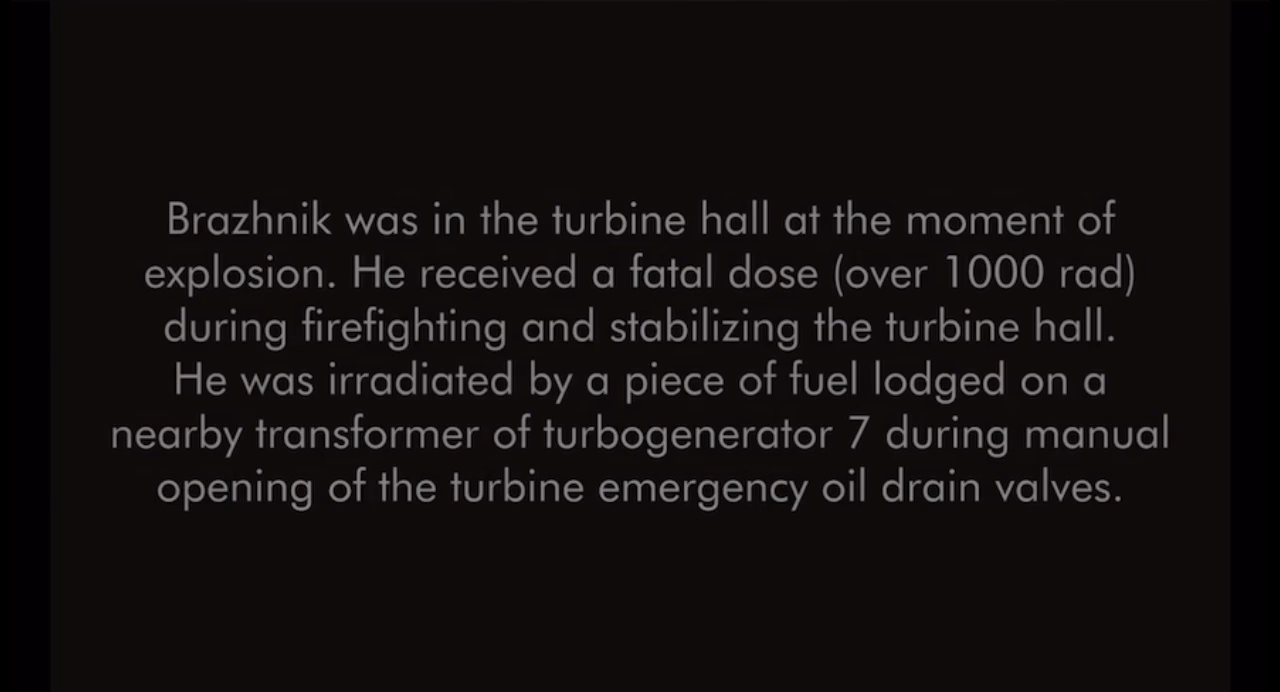 Brazhnik was in the turbine hall at the moment of
explosion. He received a fatal dose (over 1000 rad)
during firefighting and stabilizing the turbine hall.
He was irradiated by a piece of fuel lodged on a
nearby transformer of turbogenerator 7 during manual
opening of the turbine emergency oil drain valves.